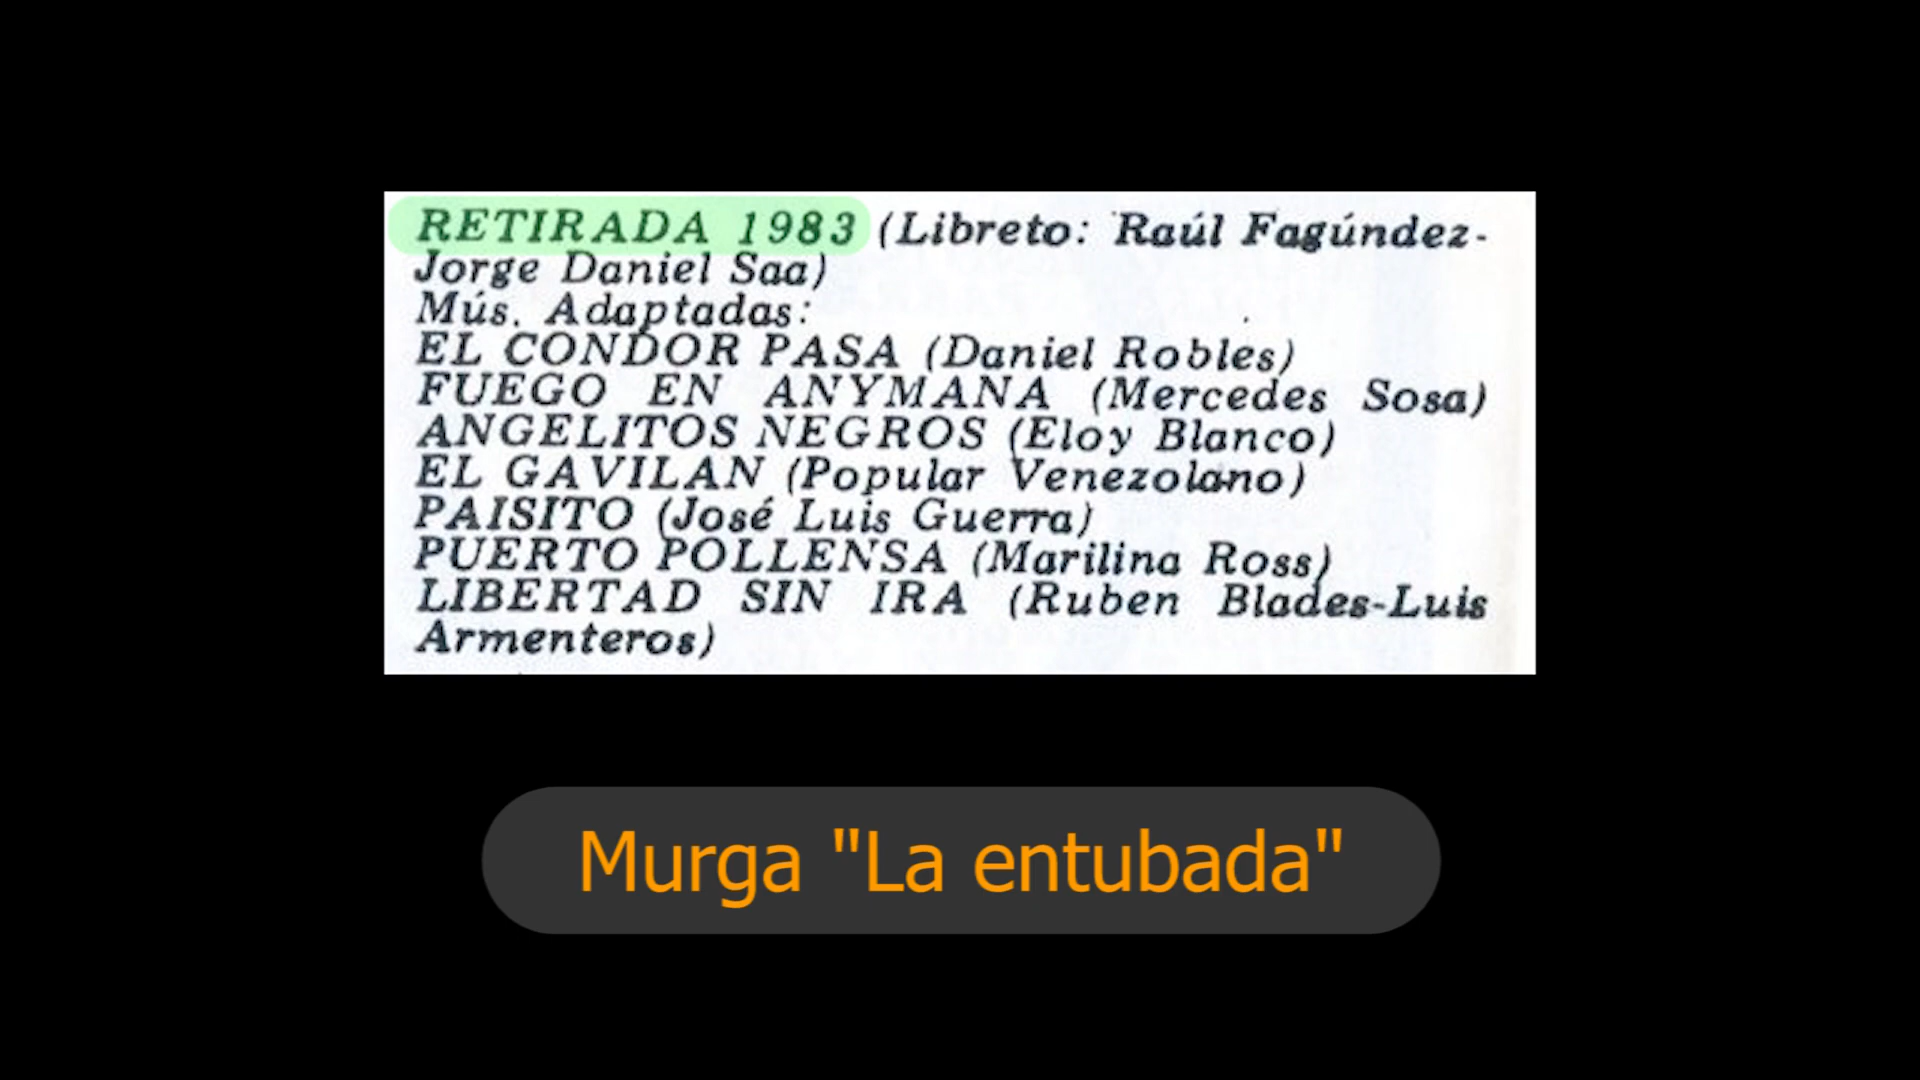 RETIRADA 1983 (Libreto: Raúl Fagúndez-
Jorge Daniel Saa)
Mús. Adaptadas:
EL CONDOR PASA (Daniel Robles)
FUEGO EN ANYMANA (Mercedes Sosa)
ANGELITOS NEGROS (Eloy Blanco)
EL GAVILAN (Popular Venezolano)
PAISITO (José Luis Guerra)
PUERTO POLLENSA (Marilina Ross)
LIBERTAD SIN IRA (Ruben Blades-Luis
Armenteros)
Murga "La entubada"